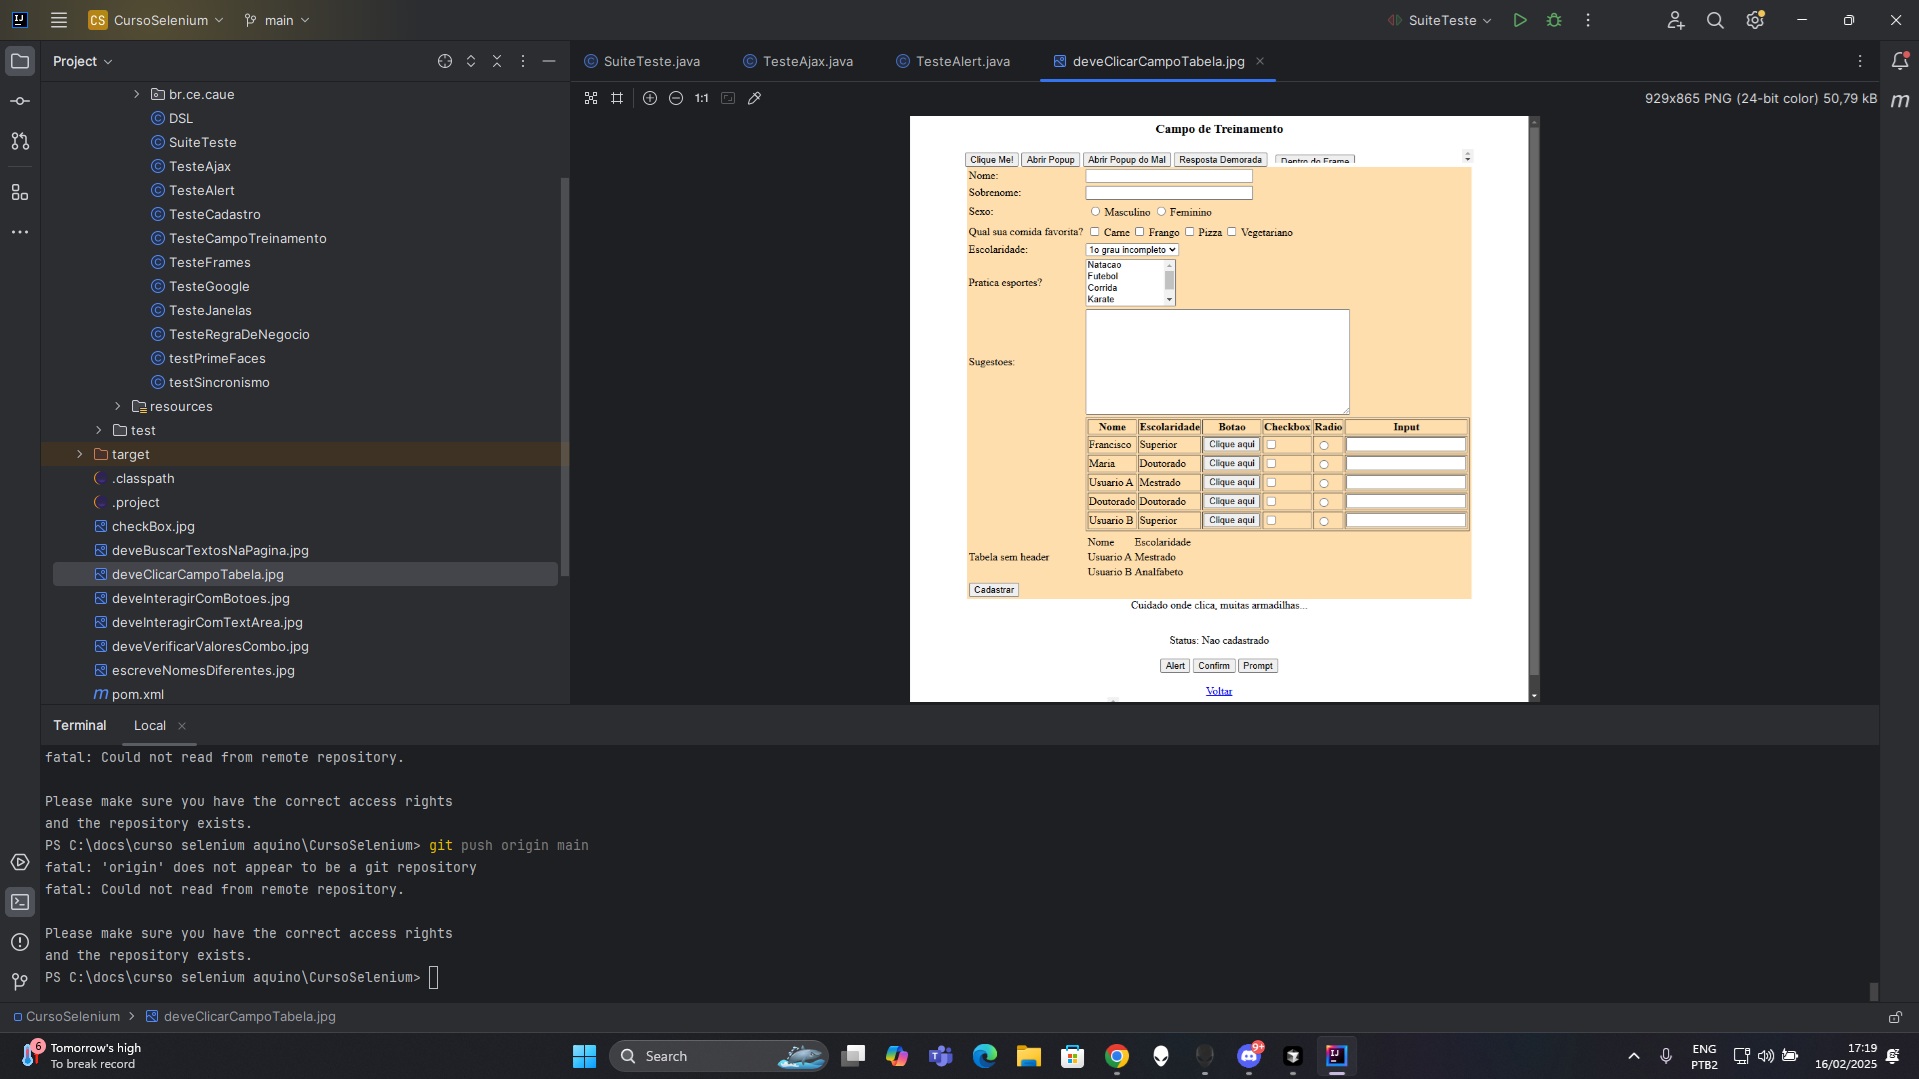 CS CursoSelenium
main
SuiteTeste
Project
SuiteTeste.java
TesteAjax.java
TesteAlert.java
deveClicarCampoTabela.jpg
1:1
929x865 PNG (24-bit color) 50,79 kB
br.ce.caue
DSL
SuiteTeste
TesteAjax
TesteAlert
TesteCadastro
TesteCampoTreinamento
TesteFrames
TesteGoogle
TesteJanelas
TesteRegraDeNegocio
testPrimeFaces
testSincronismo
resources
test
target
.classpath
.project
checkBox.jpg
deveBuscarTextosNaPagina.jpg
deveClicarCampoTabela.jpg
deveInteragirComBotoes.jpg
deveInteragirComTextArea.jpg
deveVerificarValoresCombo.jpg
escreveNomesDiferentes.jpg
pom.xml
Campo de Treinamento
Clique Me! Abrir Popup Abrir Popup do Mal Resposta Demorada Dentro do Frame
Nome:
Sobrenome:
Sexo: Masculino Feminino
Qual sua comida favorita? Carne Frango Pizza Vegetariano
Escolaridade: 1o grau incompleto
Natacao
Futebol
Pratica esportes?
Corrida
Karate
Sugestoes:
Nome Escolaridade Botao Checkbox Radio Input
Francisco Superior Clique aqui
Maria Doutorado Clique aqui
Usuario A Mestrado Clique aqui
Doutorado Doutorado Clique aqui
Usuario B Superior Clique aqui
Nome Escolaridade
Tabela sem header Usuario A Mestrado
Usuario B Analfabeto
Cadastrar
Cuidado onde clica, muitas armadilhas...
Status: Nao cadastrado
Alert Confirm Prompt
Voltar
Terminal Local
fatal: Could not read from remote repository.
Please make sure you have the correct access rights
and the repository exists.
PS C:\docs\curso selenium aquino\CursoSelenium> git push origin main
fatal: 'origin' does not appear to be a git repository
fatal: Could not read from remote repository.
Please make sure you have the correct access rights
and the repository exists.
PS C:\docs\curso selenium aquino\CursoSelenium>
CursoSelenium > deveClicarCampoTabela.jpg
6
Tomorrow's high
To break record
Search
9+
ENG
PTB2
17:19
16/02/2025